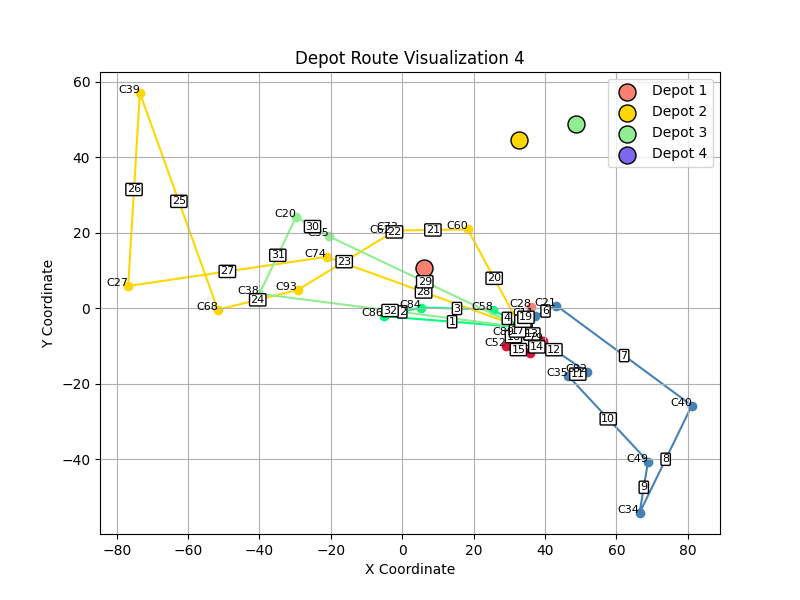 Depot Route Visualization 4
Y Coordinate
X Coordinate
60
40
20
0
−20
−40
−80
−60
−40
−20
0
20
40
60
80
Depot 1
Depot 2
Depot 3
Depot 4
C39
26
25
C27
27
C68
C20
30
31
C38
24
C93
C74
23
22
21
C60
20
29
28
C86
32
2
C84
1
3
C58
4
C28
19
C21
6
7
C40
8
C49
9
C34
10
C35
11
12
14
15
C52
17